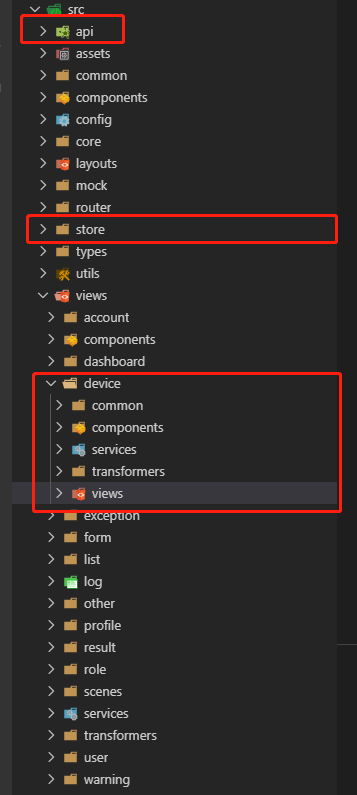 src
api
assets
common
components
config
core
layouts
mock
router
store
types
utils
views
account
components
dashboard
device
common
components
services
transformers
views
exception
form
list
log
other
profile
result
role
scenes
services
transformers
user
warning